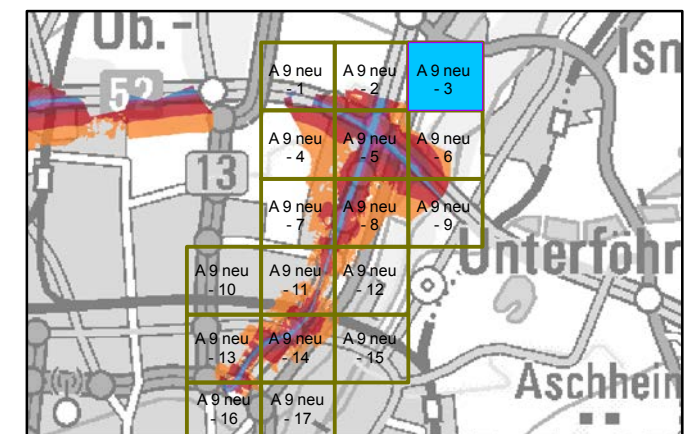 Ob.-
Isn
52
A 9 neu - 1
A 9 neu - 2
A 9 neu - 3
13
A 9 neu - 4
A 9 neu - 5
A 9 neu - 6
A 9 neu - 7
A 9 neu - 8
A 9 neu - 9
Unterföhr
A 9 neu - 10
A 9 neu - 11
A 9 neu - 12
A 9 neu - 13
A 9 neu - 14
A 9 neu - 15
Aschhein
A 9 neu - 16
A 9 neu - 17